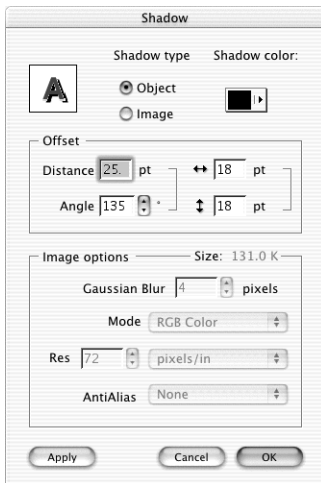 Shadow
Shadow type Shadow color:
A
Object
Image
Offset
Distance 25. pt 18 pt
Angle 135 ° 18 pt
Image options Size: 131.0 K
Gaussian Blur 4 pixels
Mode RGB Color
Res 72 pixels/in
AntiAlias None
Apply Cancel OK